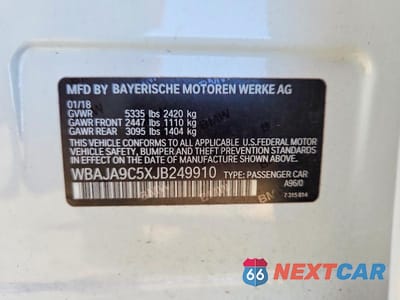 MFD BY BAYERISCHE MOTOREN WERKE AG
01/18
GVWR 5335 lbs 2420 kg
GAWR FRONT 2447 lbs 1110 kg
GAWR REAR 3095 lbs 1404 kg
THIS VEHICLE CONFORMS TO ALL APPLICABLE
U.S.FEDERAL MOTOR VEHICLE SAFETY, BUMPER,
AND THEFT PREVENTION STANDARDS IN EFFECT ON
THE DATE OF MANUFACTURE SHOWN ABOVE.
WBAJA9C5XJB249910 TYPE: PASSENGER CAR
A96/0
7 315 814
66 NEXTCAR